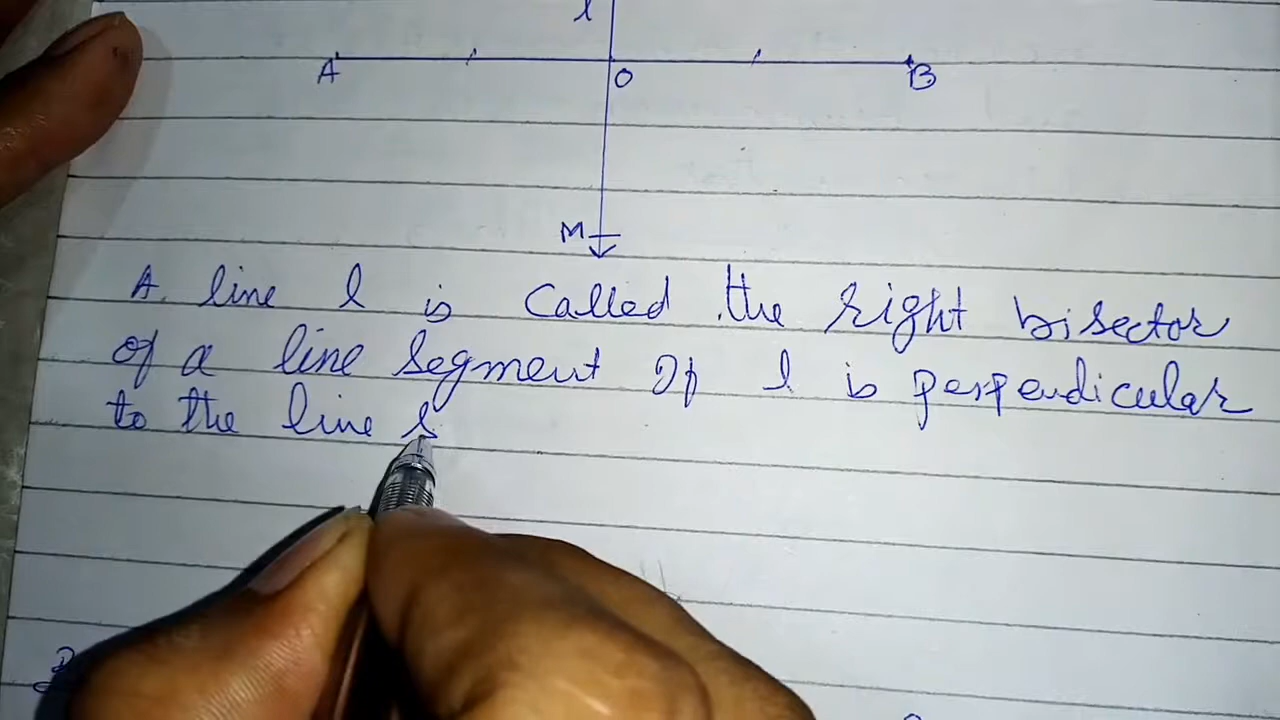 l
A O B
M
A line l is called the right bisector
of a line segment If l is perpendicular
to the line s